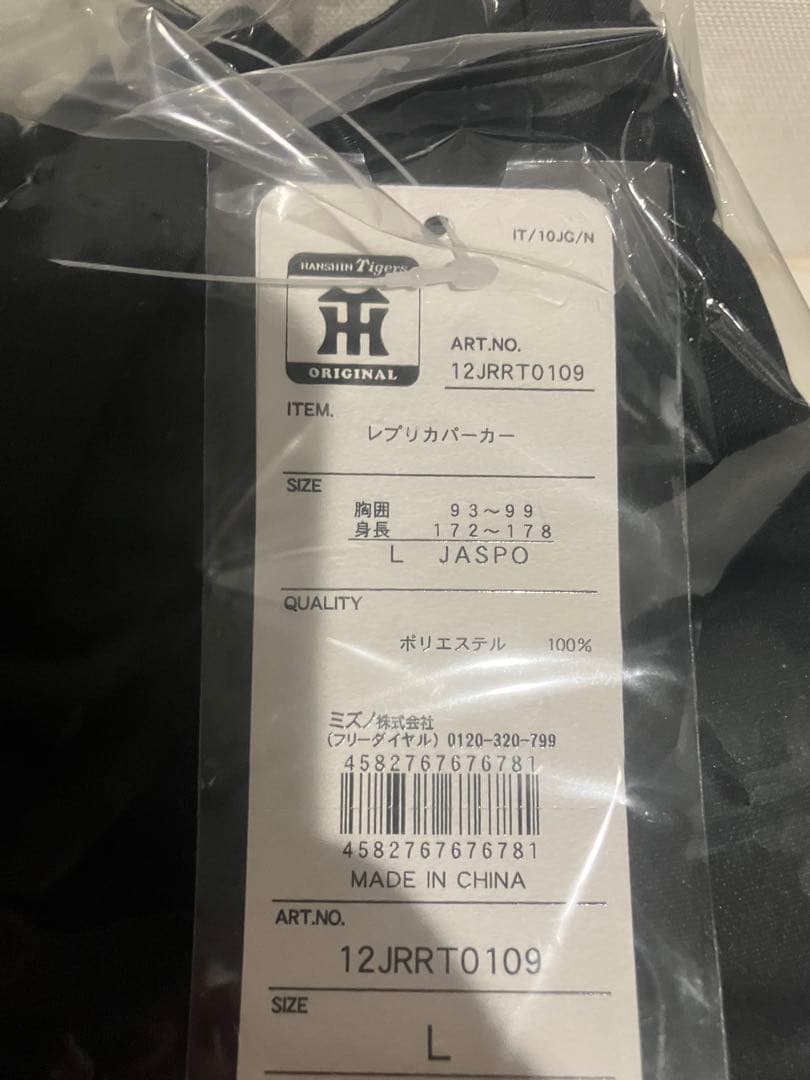 IT/10JG/N
HANSHIN Tigers
TH
ORIGINAL
ART.NO.
12JRRT0109
ITEM.
レプリカパーカー
SIZE
胸囲 93～99
身長 172～178
L JASPO
QUALITY
ポリエステル 100%
ミズノ株式会社
(フリーダイヤル) 0120-320-799
4582767676781
4582767676781
MADE IN CHINA
ART.NO.
12JRRT0109
SIZE
L